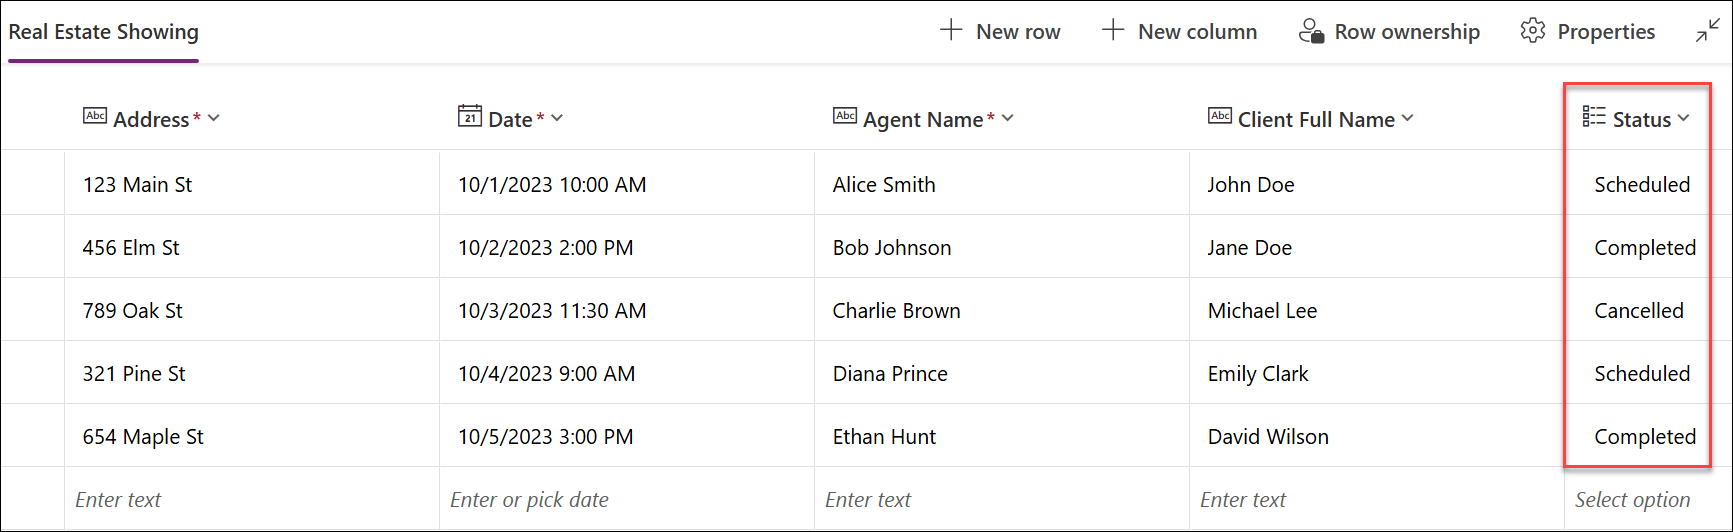 Real Estate Showing New row New column Row ownership Properties
Abc Address* 21 Date* Abc Agent Name* Abc Client Full Name Status
123 Main St 10/1/2023 10:00 AM Alice Smith John Doe Scheduled
456 Elm St 10/2/2023 2:00 PM Bob Johnson Jane Doe Completed
789 Oak St 10/3/2023 11:30 AM Charlie Brown Michael Lee Cancelled
321 Pine St 10/4/2023 9:00 AM Diana Prince Emily Clark Scheduled
654 Maple St 10/5/2023 3:00 PM Ethan Hunt David Wilson Completed
Enter text Enter or pick date Enter text Enter text Select option